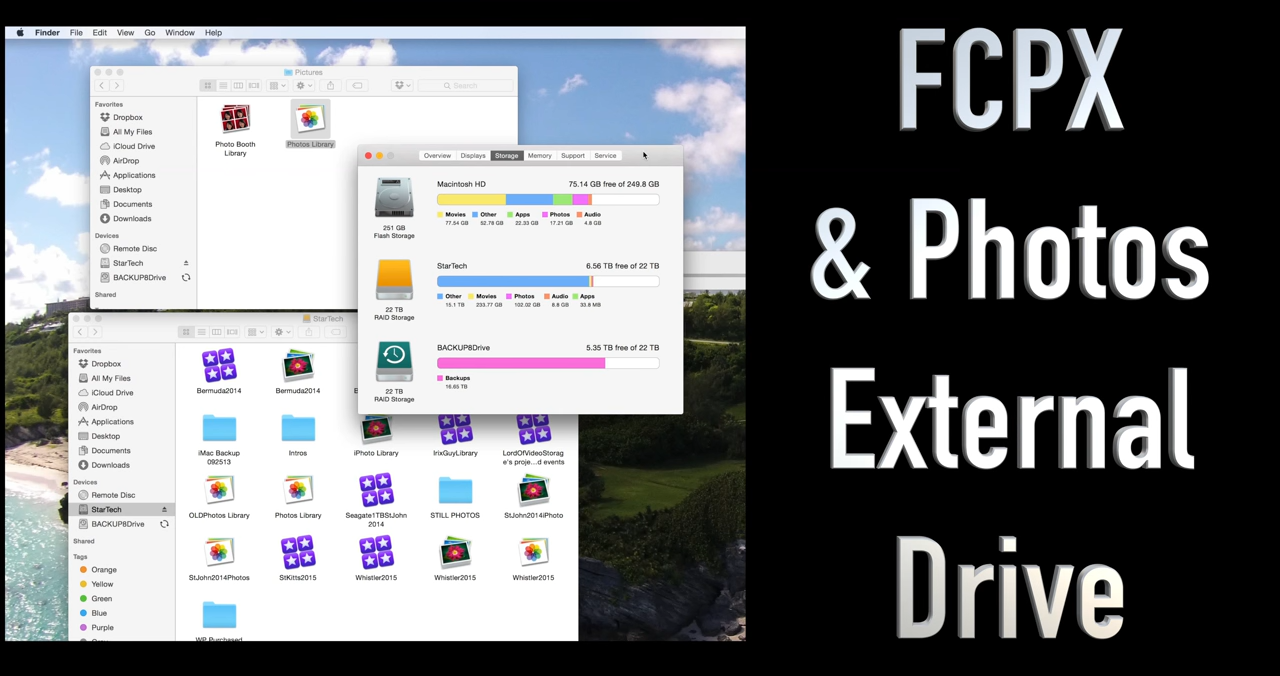 Finder File Edit View Go Window Help
Pictures
Search
Favorites
Dropbox
All My Files
iCloud Drive
AirDrop
Applications
Desktop
Documents
Downloads
Devices
Remote Disc
StarTech
BACKUP8Drive
Shared
Photo Booth
Library
Photos Library
Overview Displays Storage Memory Support Service
Macintosh HD 75.14 GB free of 249.8 GB
Movies Other Apps Photos Audio
77.54 GB 52.78 GB 22.33 GB 17.21 GB 4.8 GB
251 GB
Flash Storage
StarTech 6.56 TB free of 22 TB
Other Movies Photos Audio Apps
15.1 TB 233.77 GB 102.02 GB 8.8 GB 33.8 MB
22 TB
RAID Storage
BACKUP8Drive 5.35 TB free of 22 TB
Backups
16.65 TB
22 TB
RAID Storage
StarTech
Favorites
Dropbox
All My Files
iCloud Drive
AirDrop
Applications
Desktop
Documents
Downloads
Devices
Remote Disc
StarTech
BACKUP8Drive
Shared
Tags
Orange
Yellow
Green
Blue
Purple
Bermuda2014 Bermuda2014
iMac Backup
092513
Intros
iPhoto Library
IrixGuyLibrary
LordOfVideoStorag
e's proje....d events
OLDPhotos Library
Photos Library
Seagate1TBStJohn
2014
STILL PHOTOS
StJohn2014iPhoto
StJohn2014Photos
StKitts2015
Whistler2015
Whistler2015
Whistler2015
WP Purchased
FCPX
& Photos
External
Drive